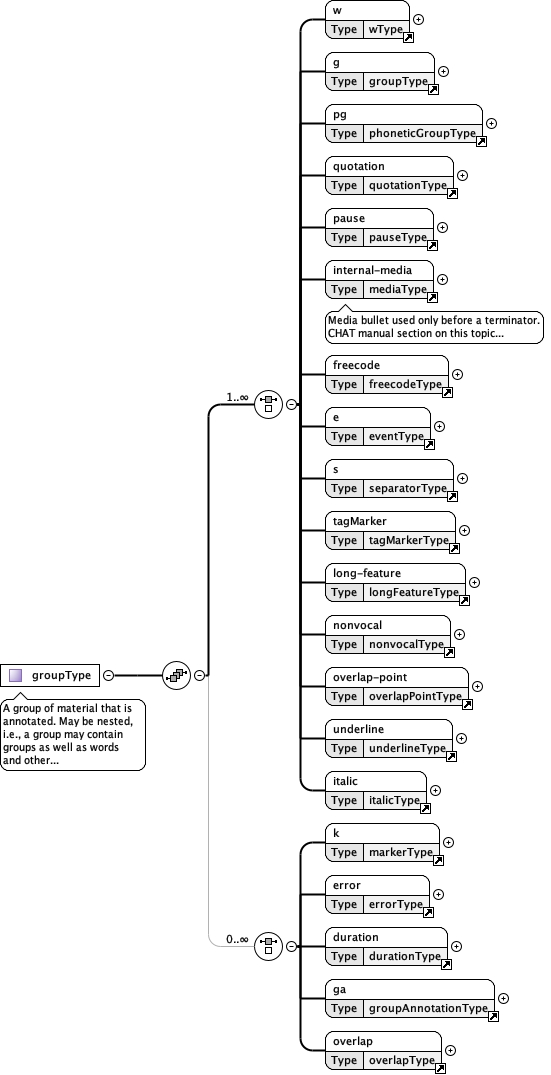 w
Type wType
g
Type groupType
pg
Type phoneticGroupType
quotation
Type quotationType
pause
Type pauseType
internal-media
Type mediaType
Media bullet used only before a terminator.
CHAT manual section on this topic...
freecode
Type freecodeType
1..∞
e
Type eventType
s
Type separatorType
tagMarker
Type tagMarkerType
long-feature
Type longFeatureType
nonvocal
Type nonvocalType
groupType
A group of material that is
annotated. May be nested,
i.e., a group may contain
groups as well as words
and other...
overlap-point
Type overlapPointType
underline
Type underlineType
italic
Type italicType
k
Type markerType
error
Type errorType
0..∞
duration
Type durationType
ga
Type groupAnnotationType
overlap
Type overlapType